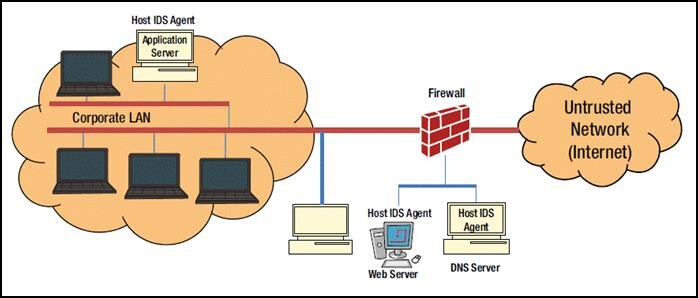 Host IDS Agent
Application
Server
Corporate LAN
Firewall
Untrusted
Network
(Internet)
Host IDS Agent
Web Server
Host IDS
Agent
DNS Server